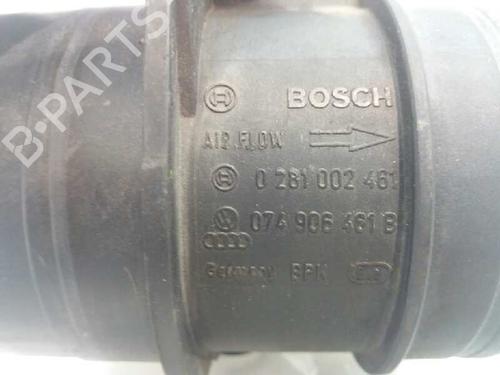 B-PARTS
BOSCH
AIR FLOW
0 281 002 461
074 906 461 B
Germany BPK